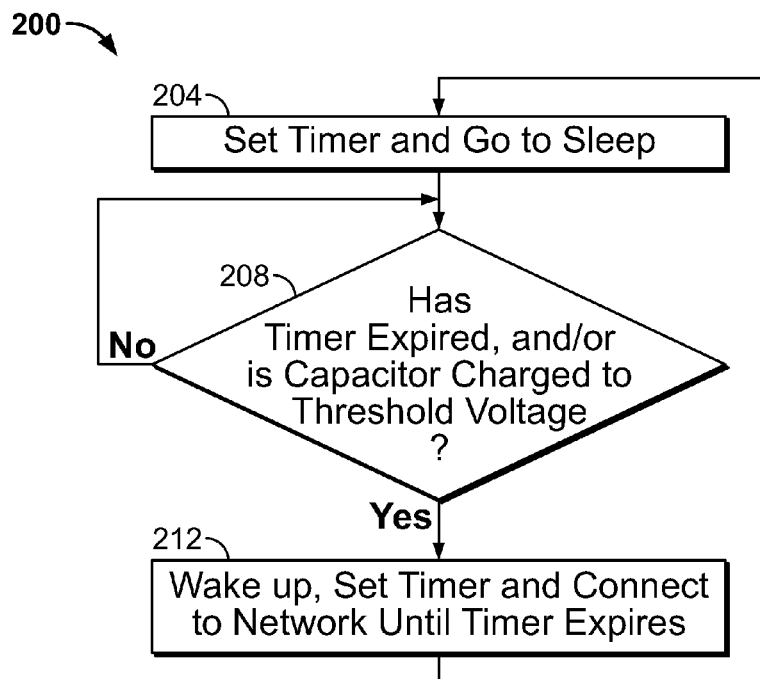 200
204
Set Timer and Go to Sleep
208
Has
Timer Expired, and/or
is Capacitor Charged to
Threshold Voltage
?
No
Yes
212
Wake up, Set Timer and Connect
to Network Until Timer Expires